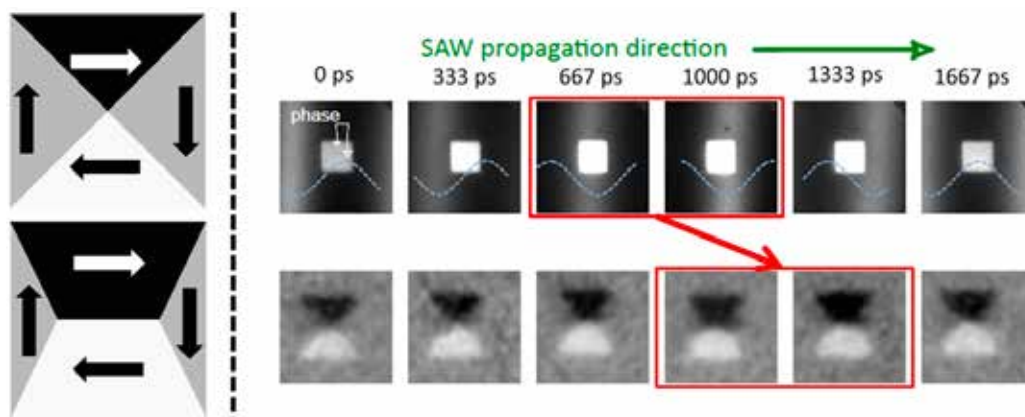 SAW propagation direction
0 ps 333 ps 667 ps 1000 ps 1333 ps 1667 ps
phase